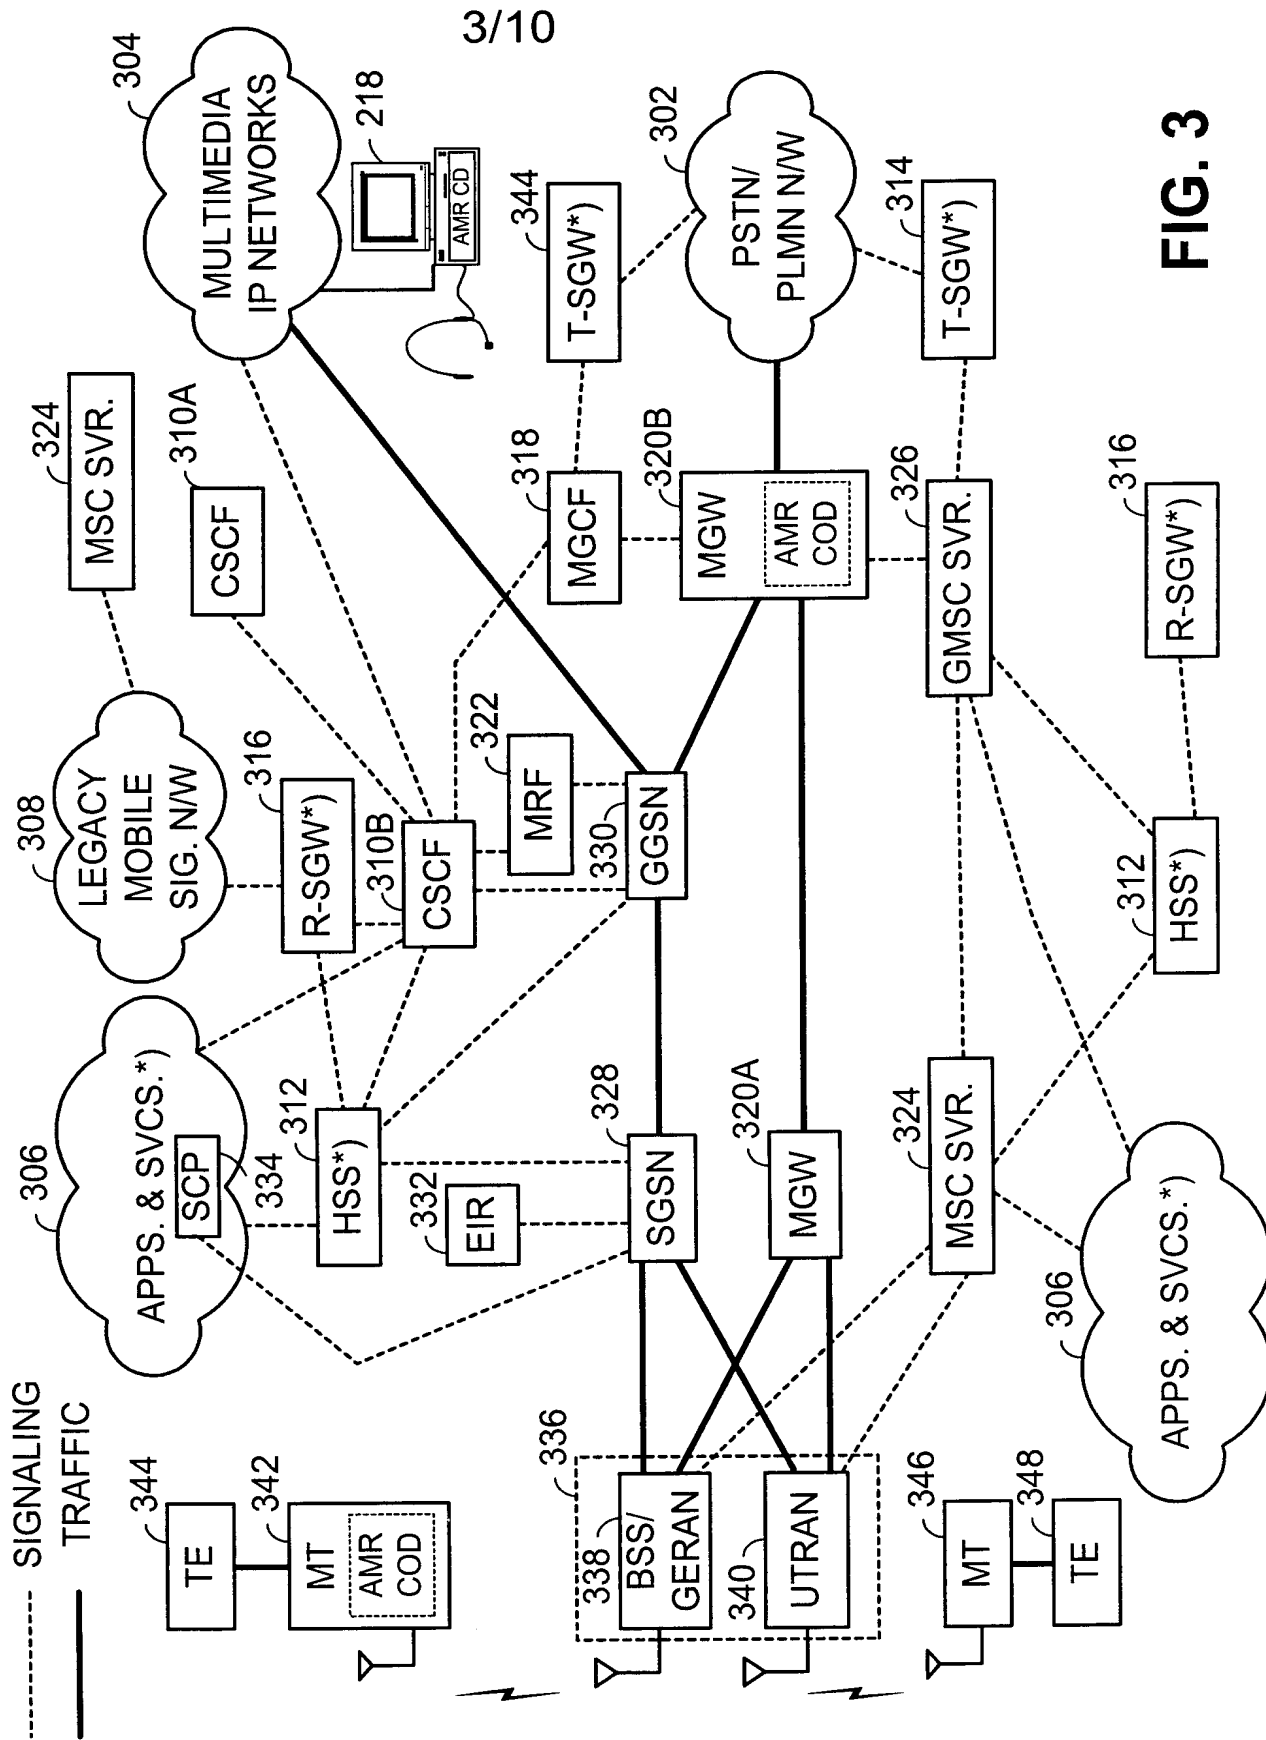 3/10
SIGNALING
TRAFFIC
344
TE
342
MT
AMR
COD
306
APPS. & SVCS.*)
SCP
334
308
LEGACY
MOBILE
SIG. N/W
324
MSC SVR.
310A
CSCF
304
MULTIMEDIA
IP NETWORKS
218
AMR CD
312
HSS*)
316
R-SGW*)
310B
CSCF
332
EIR
322
MRF
318
MGCF
344
T-SGW*)
336
338
BSS/
GERAN
328
SGSN
330
GGSN
320B
MGW
AMR
COD
302
PSTN/
PLMN N/W
340
UTRAN
320A
MGW
346
MT
348
TE
324
MSC SVR.
326
GMSC SVR.
314
T-SGW*)
306
APPS. & SVCS.*)
312
HSS*)
316
R-SGW*)
FIG. 3